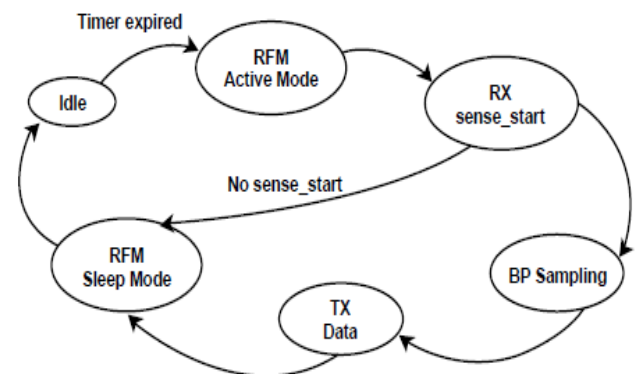 Timer expired
RFM
Active Mode
Idle
RX
sense_start
No sense_start
RFM
Sleep Mode
BP Sampling
TX
Data